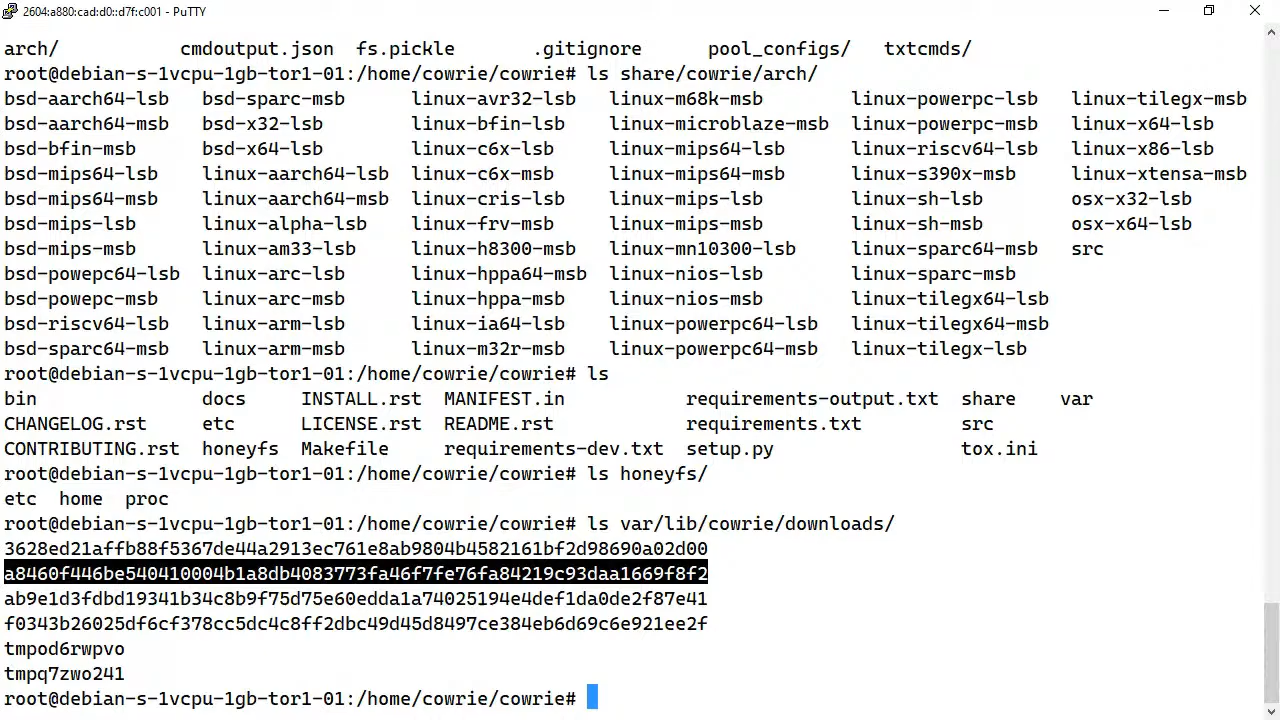 2604:a880:cad:d0::d7f:c001 - PuTTY
arch/ cmdoutput.json fs.pickle .gitignore pool_configs/ txtcmds/
root@debian-s-1vcpu-1gb-tor1-01:/home/cowrie/cowrie# ls share/cowrie/arch/
bsd-aarch64-lsb bsd-sparc-msb linux-avr32-lsb linux-m68k-msb linux-powerpc-lsb linux-tilegx-msb
bsd-aarch64-msb bsd-x32-lsb linux-bfin-lsb linux-microblaze-msb linux-powerpc-msb linux-x64-lsb
bsd-bfin-msb bsd-x64-lsb linux-c6x-lsb linux-mips64-lsb linux-riscv64-lsb linux-x86-lsb
bsd-mips64-lsb linux-aarch64-lsb linux-c6x-msb linux-mips64-msb linux-s390x-msb linux-xtensa-msb
bsd-mips64-msb linux-aarch64-msb linux-cris-lsb linux-mips-lsb linux-sh-lsb osx-x32-lsb
bsd-mips-lsb linux-alpha-lsb linux-frv-msb linux-mips-msb linux-sh-msb osx-x64-lsb
bsd-mips-msb linux-am33-lsb linux-h8300-msb linux-mn10300-lsb linux-sparc64-msb src
bsd-powepc64-lsb linux-arc-lsb linux-hppa64-msb linux-nios-lsb linux-sparc-msb
bsd-powepc-msb linux-arc-msb linux-hppa-msb linux-nios-msb linux-tilegx64-lsb
bsd-riscv64-lsb linux-arm-lsb linux-ia64-lsb linux-powerpc64-lsb linux-tilegx64-msb
bsd-sparc64-msb linux-arm-msb linux-m32r-msb linux-powerpc64-msb linux-tilegx-lsb
root@debian-s-1vcpu-1gb-tor1-01:/home/cowrie/cowrie# ls
bin docs INSTALL.rst MANIFEST.in requirements-output.txt share var
CHANGELOG.rst etc LICENSE.rst README.rst requirements.txt src
CONTRIBUTING.rst honeyfs Makefile requirements-dev.txt setup.py tox.ini
root@debian-s-1vcpu-1gb-tor1-01:/home/cowrie/cowrie# ls honeyfs/
etc home proc
root@debian-s-1vcpu-1gb-tor1-01:/home/cowrie/cowrie# ls var/lib/cowrie/downloads/
3628ed21affb88f5367de44a2913ec761e8ab9804b4582161bf2d98690a02d00
a8460f446be540410004b1a8db4083773fa46f7fe76fa84219c93daa1669f8f2
ab9e1d3fdbd19341b34c8b9f75d75e60edda1a74025194e4def1da0de2f87e41
f0343b26025df6cf378cc5dc4c8ff2dbc49d45d8497ce384eb6d69c6e921ee2f
tmpod6rwpvo
tmpq7zwo241
root@debian-s-1vcpu-1gb-tor1-01:/home/cowrie/cowrie#